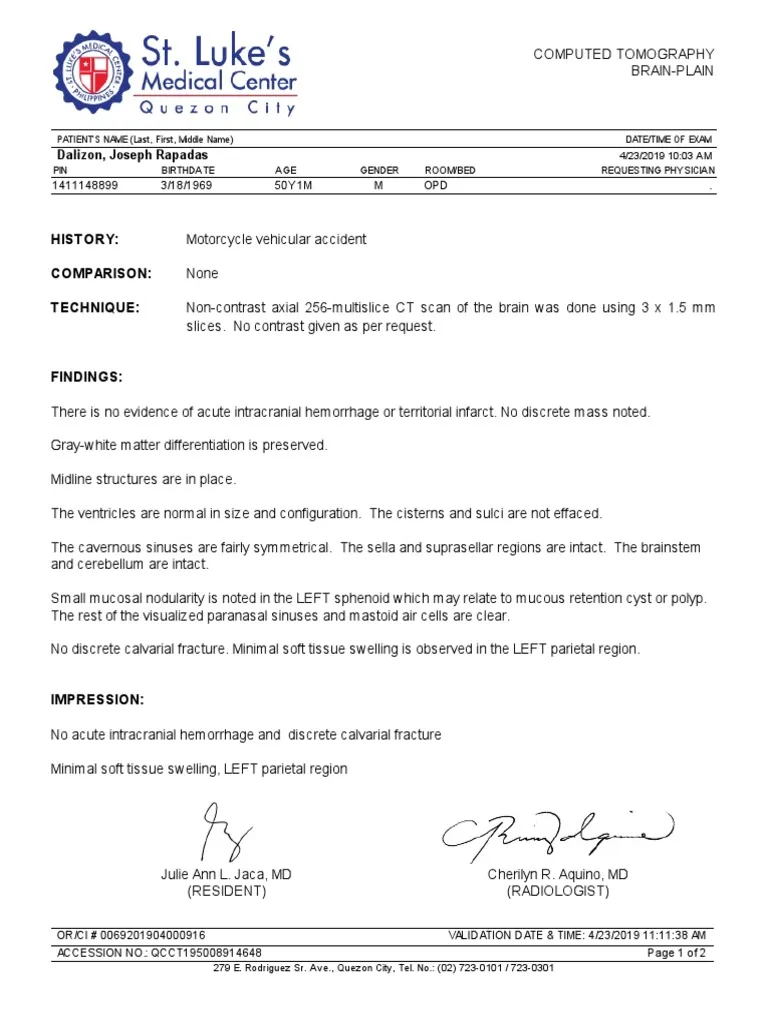 St. Luke's
Medical Center
Quezon City
ST. LUKE'S MEDICAL CENTER
PHILIPPINES
COMPUTED TOMOGRAPHY
BRAIN-PLAIN
PATIENT'S NAME (Last, First, Middle Name) DATE/TIME OF EXAM
Dalizon, Joseph Rapadas 4/23/2019 10:03 AM
PIN BIRTHDATE AGE GENDER ROOM/BED REQUESTING PHYSICIAN
1411148899 3/18/1969 50Y1M M OPD .
HISTORY: Motorcycle vehicular accident
COMPARISON: None
TECHNIQUE: Non-contrast axial 256-multislice CT scan of the brain was done using 3 x 1.5 mm
slices. No contrast given as per request.
FINDINGS:
There is no evidence of acute intracranial hemorrhage or territorial infarct. No discrete mass noted.
Gray-white matter differentiation is preserved.
Midline structures are in place.
The ventricles are normal in size and configuration. The cisterns and sulci are not effaced.
The cavernous sinuses are fairly symmetrical. The sella and suprasellar regions are intact. The brainstem
and cerebellum are intact.
Small mucosal nodularity is noted in the LEFT sphenoid which may relate to mucous retention cyst or polyp.
The rest of the visualized paranasal sinuses and mastoid air cells are clear.
No discrete calvarial fracture. Minimal soft tissue swelling is observed in the LEFT parietal region.
IMPRESSION:
No acute intracranial hemorrhage and discrete calvarial fracture
Minimal soft tissue swelling, LEFT parietal region
Julie Ann L. Jaca, MD Cherilyn R. Aquino, MD
(RESIDENT) (RADIOLOGIST)
OR/CI # 0069201904000916 VALIDATION DATE & TIME: 4/23/2019 11:11:38 AM
ACCESSION NO.: QCCT195008914648 Page 1 of 2
279 E. Rodriguez Sr. Ave., Quezon City, Tel. No.: (02) 723-0101 / 723-0301